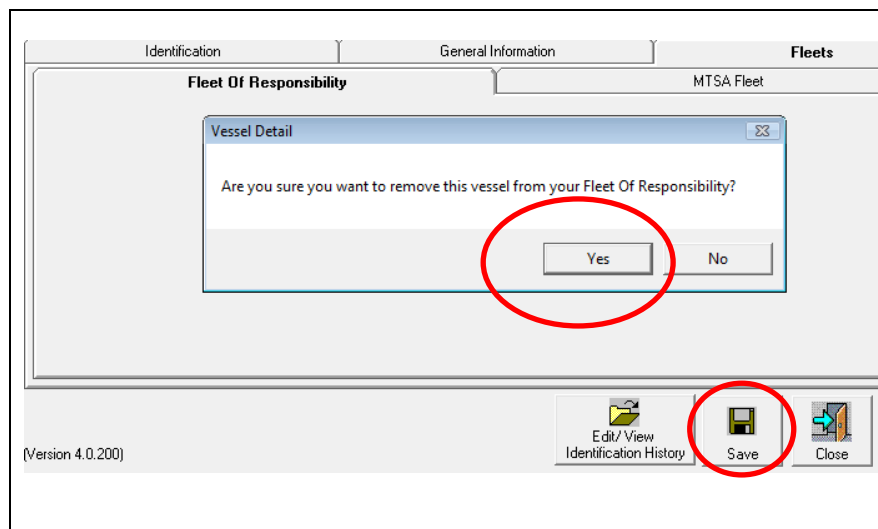 Identification
General Information
Fleets
Fleet Of Responsibility
MTSA Fleet
Vessel Detail
Are you sure you want to remove this vessel from your Fleet Of Responsibility?
Yes
No
Edit/ View
Identification History
Save
Close
(Version 4.0.200)